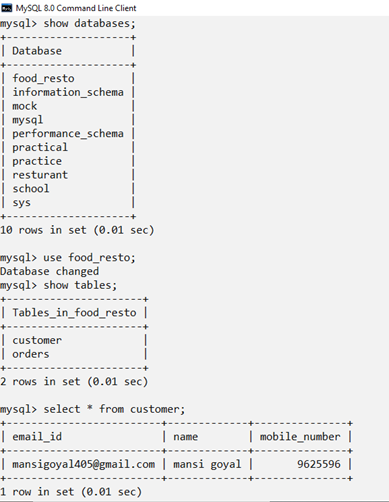 MySQL 8.0 Command Line Client
mysql> show databases;
+--------------------+
| Database           |
+--------------------+
| food_resto         |
| information_schema |
| mock               |
| mysql              |
| performance_schema |
| practical          |
| practice           |
| resturant          |
| school             |
| sys                |
+--------------------+
10 rows in set (0.01 sec)
mysql> use food_resto;
Database changed
mysql> show tables;
+----------------------+
| Tables_in_food_resto |
+----------------------+
| customer             |
| orders               |
+----------------------+
2 rows in set (0.01 sec)
mysql> select * from customer;
+-------------------------+-------------+---------------+
| email_id                | name        | mobile_number |
+-------------------------+-------------+---------------+
| mansigoyal405@gmail.com | mansi goyal |       9625596 |
+-------------------------+-------------+---------------+
1 row in set (0.01 sec)